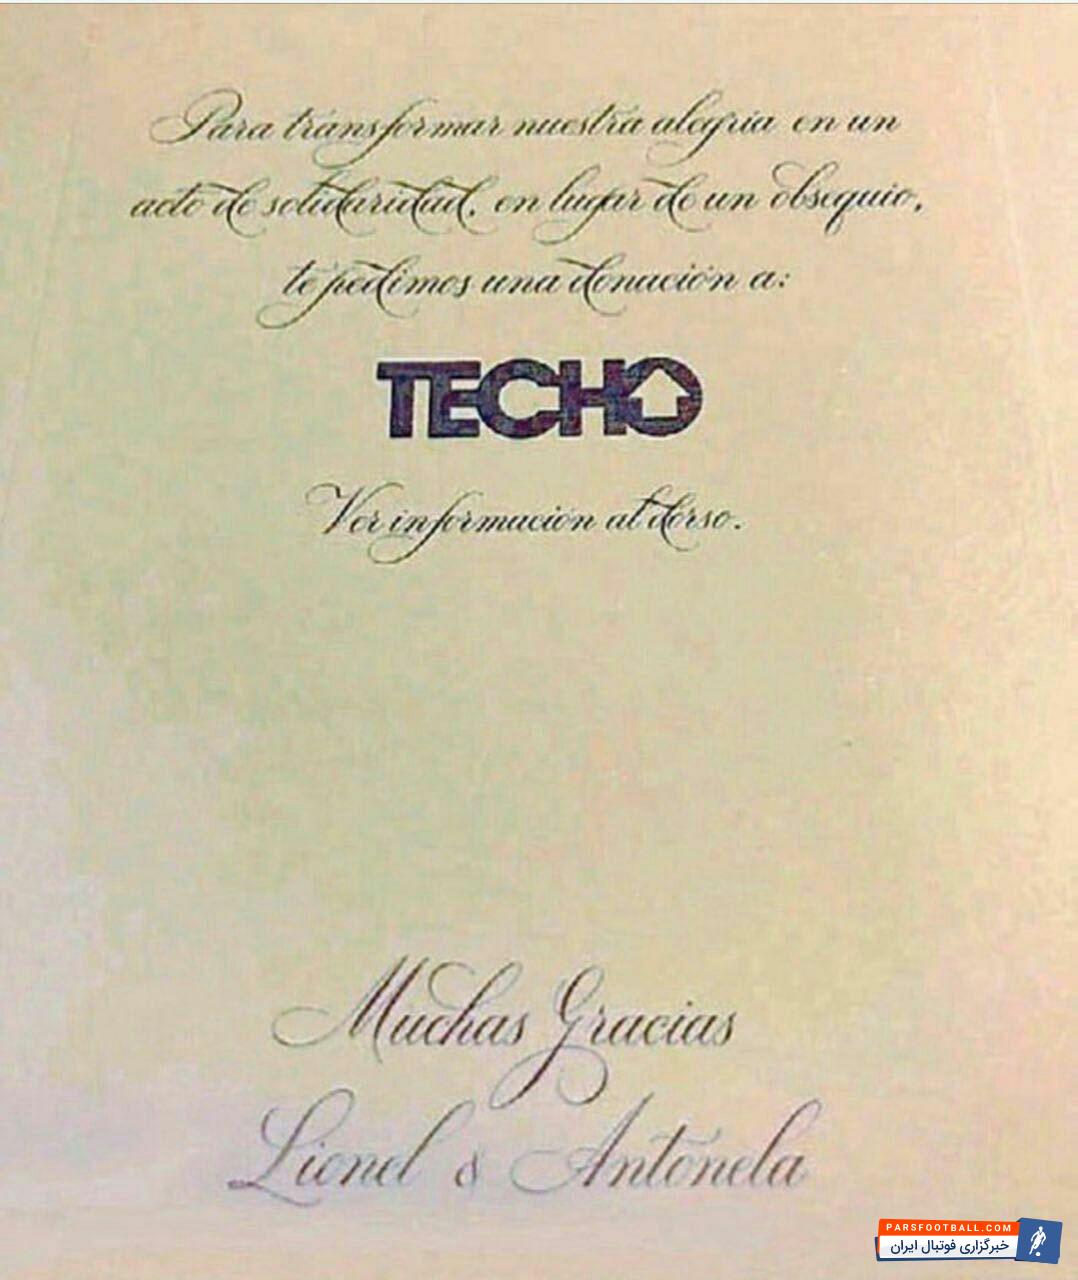 Para transformar nuestra alegría en un
acto de solidaridad, en lugar de un obsequio,
te pedimos una donación a:
TECHO
Ver información al dorso.
Muchas Gracias
Lionel & Antonela
PARSFOOTBALL.COM
خبرگزاری فوتبال ایران